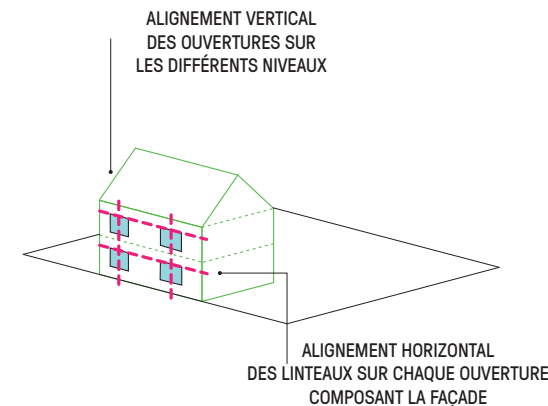 ALIGNEMENT VERTICAL
DES OUVERTURES SUR
LES DIFFÉRENTS NIVEAUX
ALIGNEMENT HORIZONTAL
DES LINTEAUX SUR CHAQUE OUVERTURE
COMPOSANT LA FAÇADE